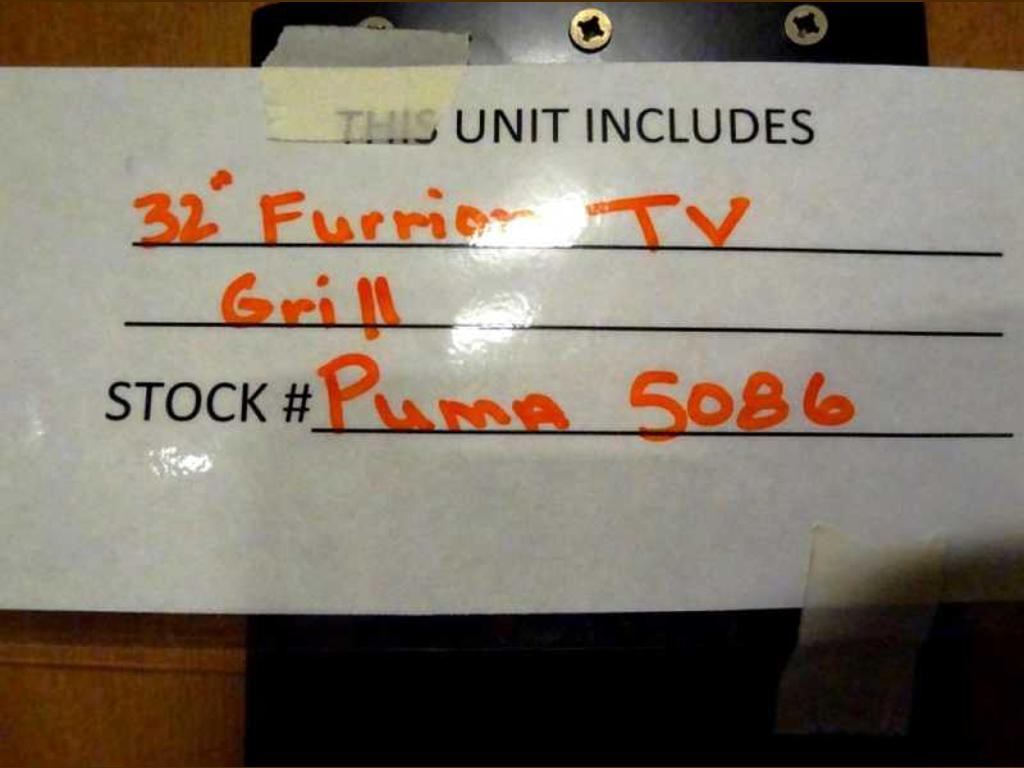 THIS UNIT INCLUDES
32" Furrion TV
Grill
STOCK # Puma 5086